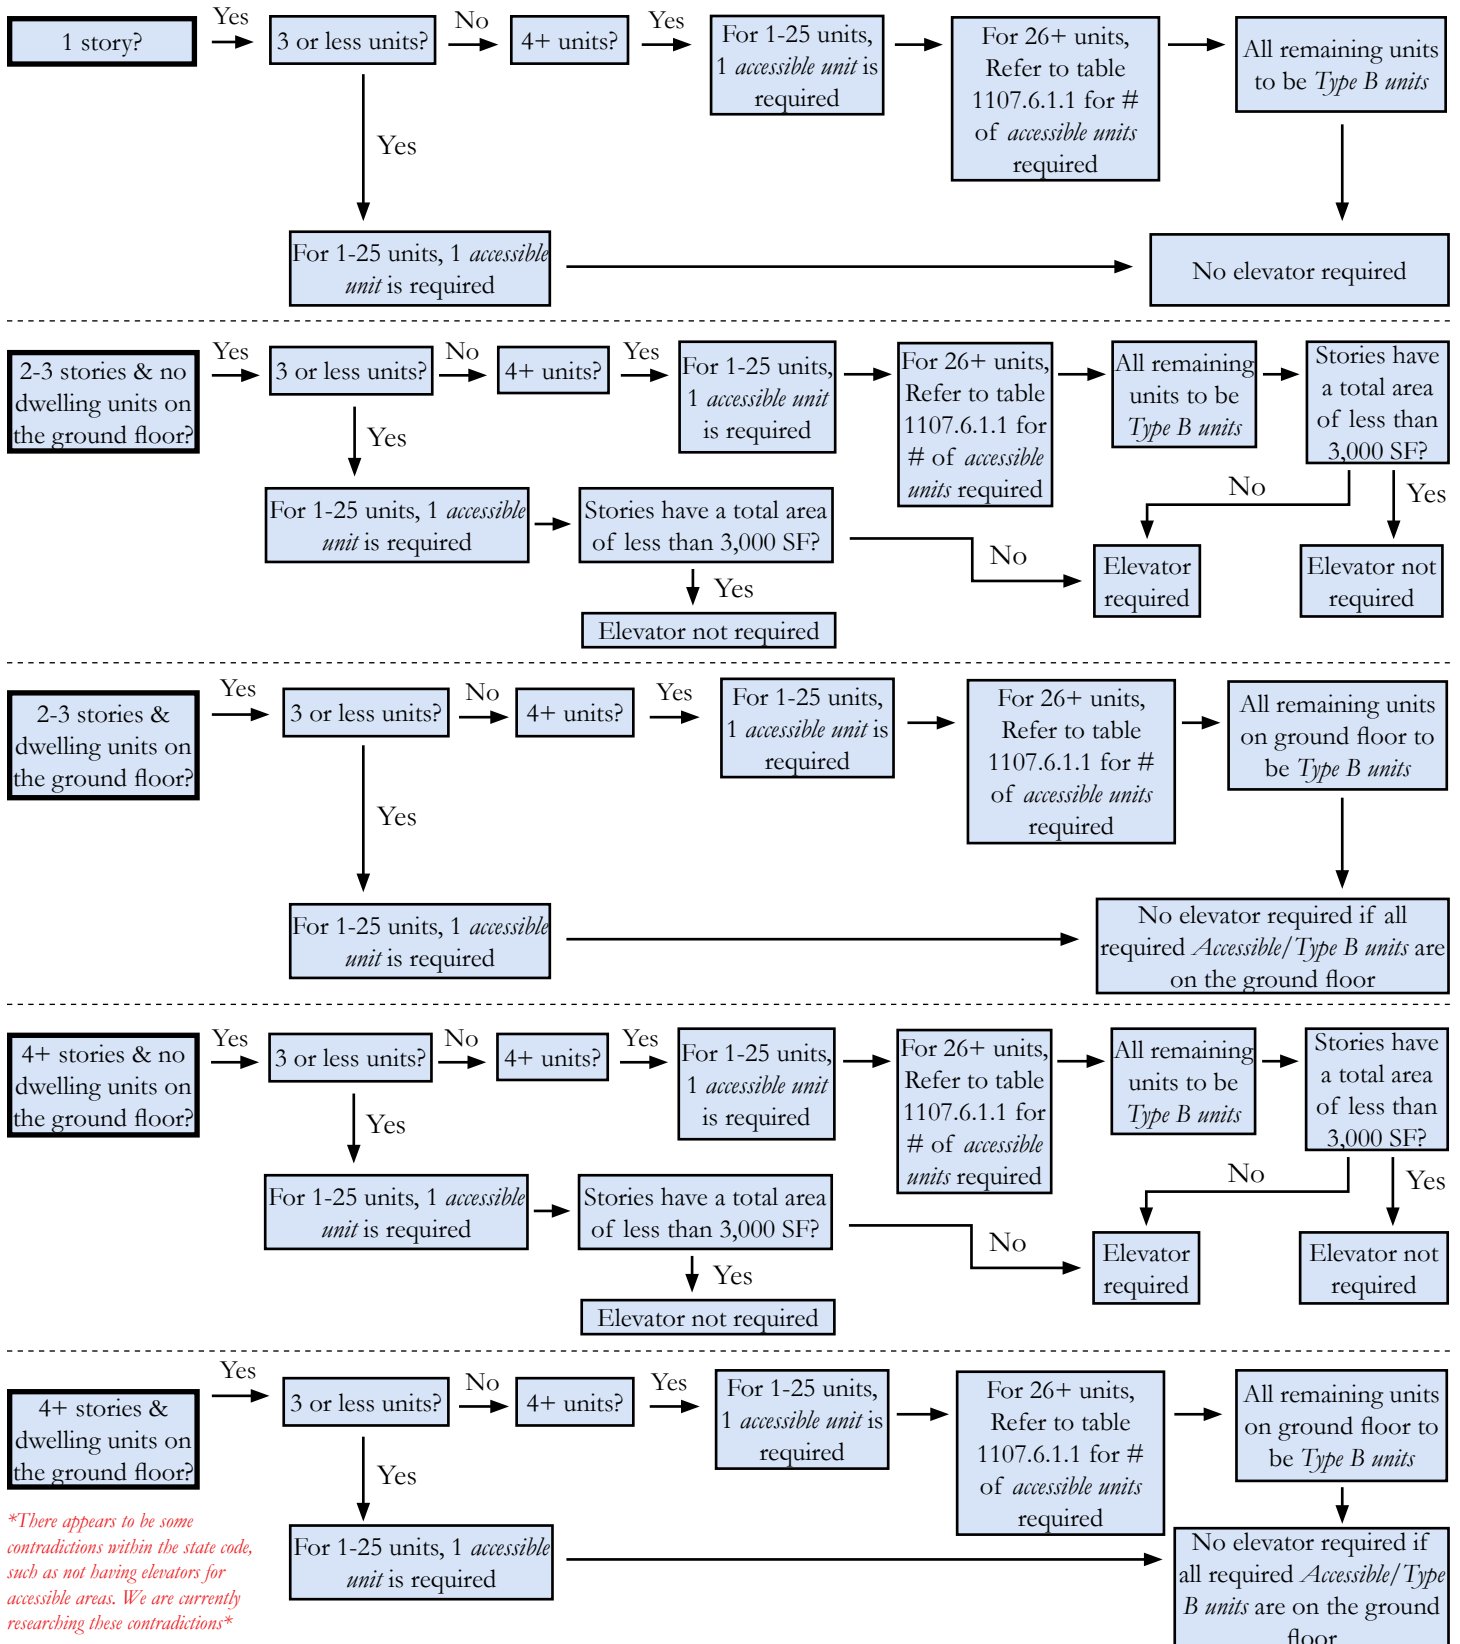 1 story?
Yes
3 or less units?
No
4+ units?
Yes
For 1-25 units,
1 accessible unit is
required
For 26+ units,
Refer to table
1107.6.1.1 for #
of accessible units
required
All remaining units
to be Type B units
Yes
For 1-25 units, 1 accessible
unit is required
No elevator required
2-3 stories & no
dwelling units on
the ground floor?
Yes
3 or less units?
No
4+ units?
Yes
For 1-25 units,
1 accessible unit
is required
For 26+ units,
Refer to table
1107.6.1.1 for
# of accessible
units required
All remaining
units to be
Type B units
Stories have
a total area
of less than
3,000 SF?
Yes
For 1-25 units, 1 accessible
unit is required
Stories have a total area
of less than 3,000 SF?
No
No
Yes
Yes
Elevator not required
Elevator
required
Elevator not
required
2-3 stories &
dwelling units on
the ground floor?
Yes
3 or less units?
No
4+ units?
Yes
For 1-25 units,
1 accessible unit is
required
For 26+ units,
Refer to table
1107.6.1.1 for #
of accessible units
required
All remaining units
on ground floor to
be Type B units
Yes
For 1-25 units, 1 accessible
unit is required
No elevator required if all
required Accessible/Type B units are
on the ground floor
4+ stories & no
dwelling units on
the ground floor?
Yes
3 or less units?
No
4+ units?
Yes
For 1-25 units,
1 accessible unit
is required
For 26+ units,
Refer to table
1107.6.1.1 for
# of accessible
units required
All remaining
units to be
Type B units
Stories have
a total area
of less than
3,000 SF?
Yes
For 1-25 units, 1 accessible
unit is required
Stories have a total area
of less than 3,000 SF?
No
No
Yes
Yes
Elevator not required
Elevator
required
Elevator not
required
4+ stories &
dwelling units on
the ground floor?
Yes
3 or less units?
No
4+ units?
Yes
For 1-25 units,
1 accessible unit is
required
For 26+ units,
Refer to table
1107.6.1.1 for #
of accessible units
required
All remaining units
on ground floor to
be Type B units
Yes
For 1-25 units, 1 accessible
unit is required
No elevator required if
all required Accessible/Type
B units are on the ground
floor
*There appears to be some
contradictions within the state code,
such as not having elevators for
accessible areas. We are currently
researching these contradictions*